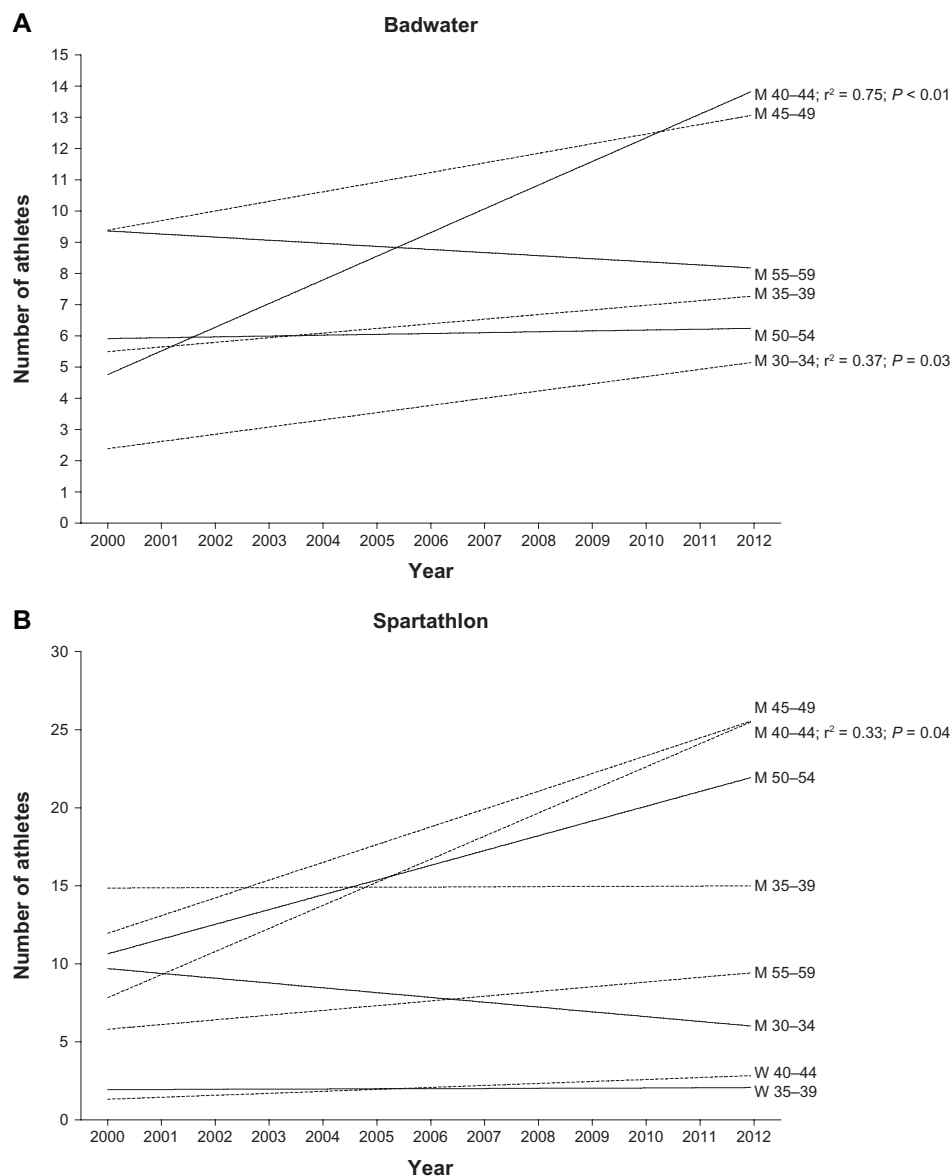 A
Badwater
15
14
13
12
11
10
9
8
7
6
5
4
3
2
1
0
Number of athletes
M 40–44; r² = 0.75; P < 0.01
M 45–49
M 55–59
M 35–39
M 50–54
M 30–34; r² = 0.37; P = 0.03
2000 2001 2002 2003 2004 2005 2006 2007 2008 2009 2010 2011 2012
Year
B
Spartathlon
30
25
20
15
10
5
0
Number of athletes
M 45–49
M 40–44; r² = 0.33; P = 0.04
M 50–54
M 35–39
M 55–59
M 30–34
W 40–44
W 35–39
2000 2001 2002 2003 2004 2005 2006 2007 2008 2009 2010 2011 2012
Year